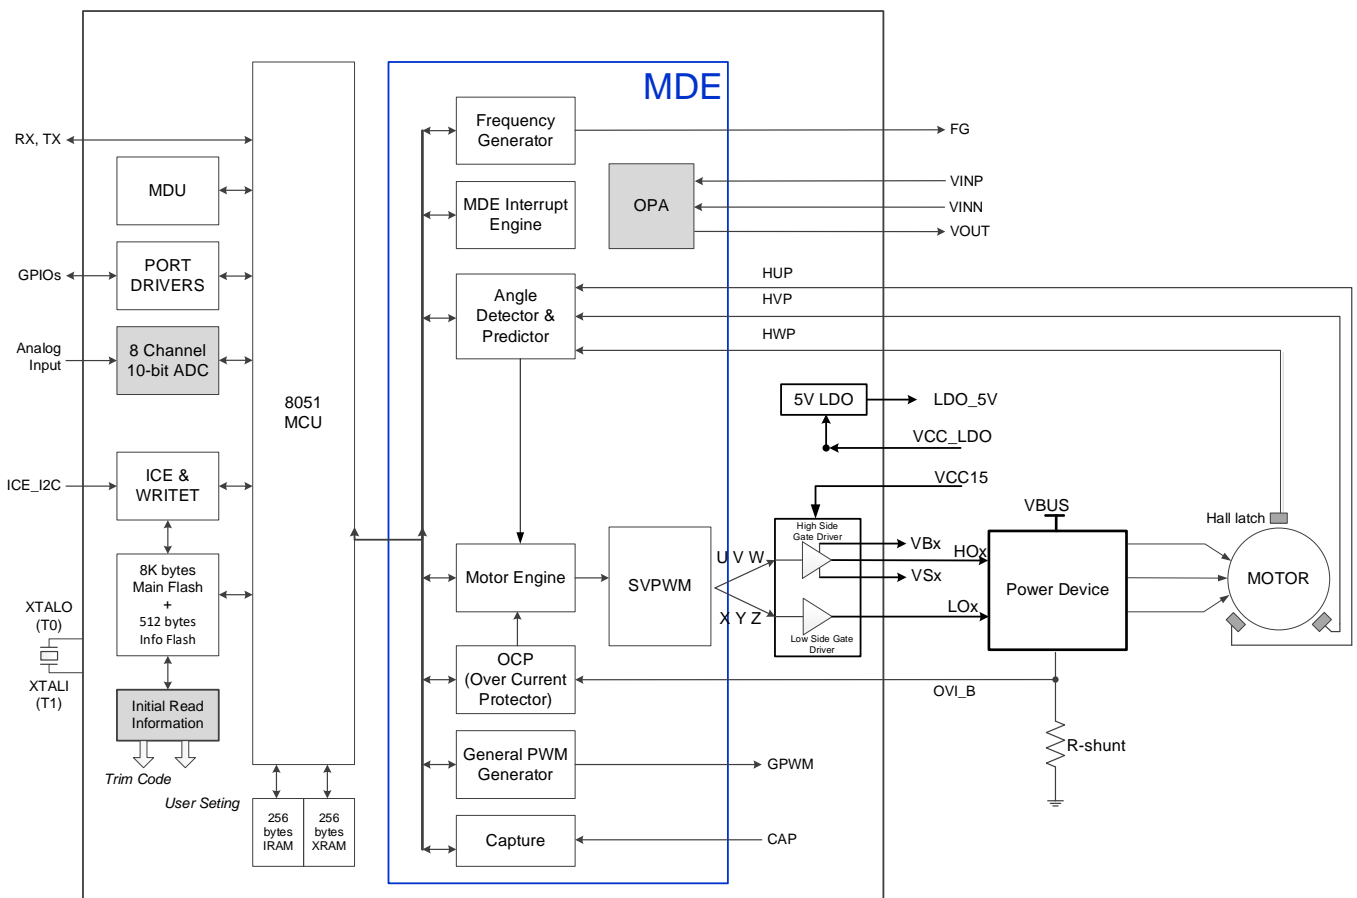 MDE
RX, TX
MDU
GPIOs
PORT
DRIVERS
Analog
Input
8 Channel
10-bit ADC
ICE_I2C
ICE &
WRITET
8K bytes
Main Flash
+
512 bytes
Info Flash
XTALO
(T0)
XTALI
(T1)
Initial Read
Information
Trim Code
User Seting
8051
MCU
256
bytes
IRAM
256
bytes
XRAM
Frequency
Generator
FG
MDE Interrupt
Engine
OPA
VINP
VINN
VOUT
Angle
Detector &
Predictor
HUP
HVP
HWP
5V LDO
LDO_5V
VCC_LDO
VCC15
Motor Engine
SVPWM
U V W
X Y Z
High Side
Gate Driver
Low Side Gate
Driver
VBx
HOx
VSx
LOx
VBUS
Power Device
Hall latch
MOTOR
OCP
(Over Current
Protector)
OVI_B
R-shunt
General PWM
Generator
GPWM
Capture
CAP